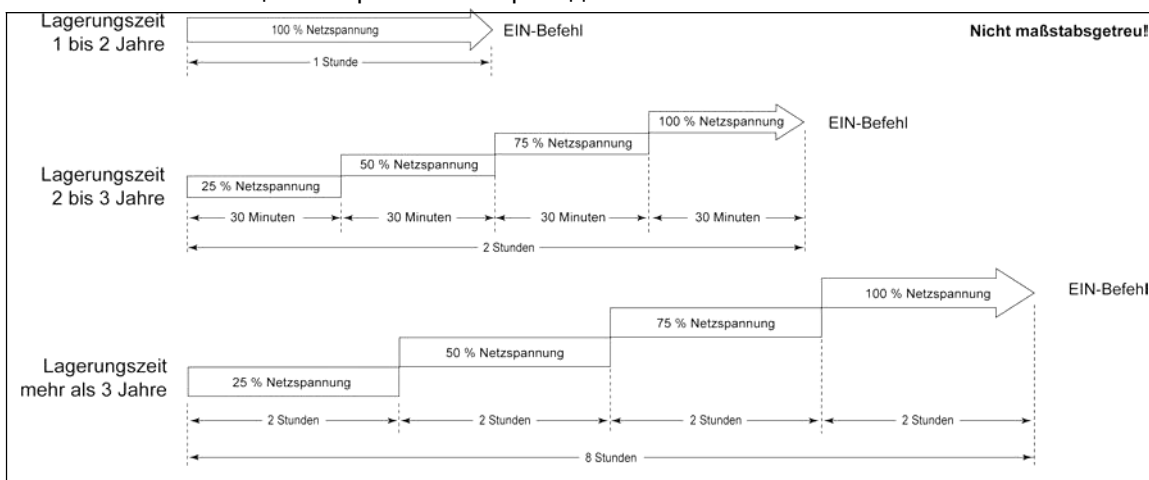 Lagerungszeit
1 bis 2 Jahre
100 % Netzspannung
EIN-Befehl
Nicht maßstabsgetreu!
1 Stunde
100 % Netzspannung
EIN-Befehl
75 % Netzspannung
50 % Netzspannung
Lagerungszeit
2 bis 3 Jahre
25 % Netzspannung
30 Minuten
30 Minuten
30 Minuten
30 Minuten
2 Stunden
100 % Netzspannung
EIN-Befehl
75 % Netzspannung
50 % Netzspannung
Lagerungszeit
mehr als 3 Jahre
25 % Netzspannung
2 Stunden
2 Stunden
2 Stunden
2 Stunden
8 Stunden